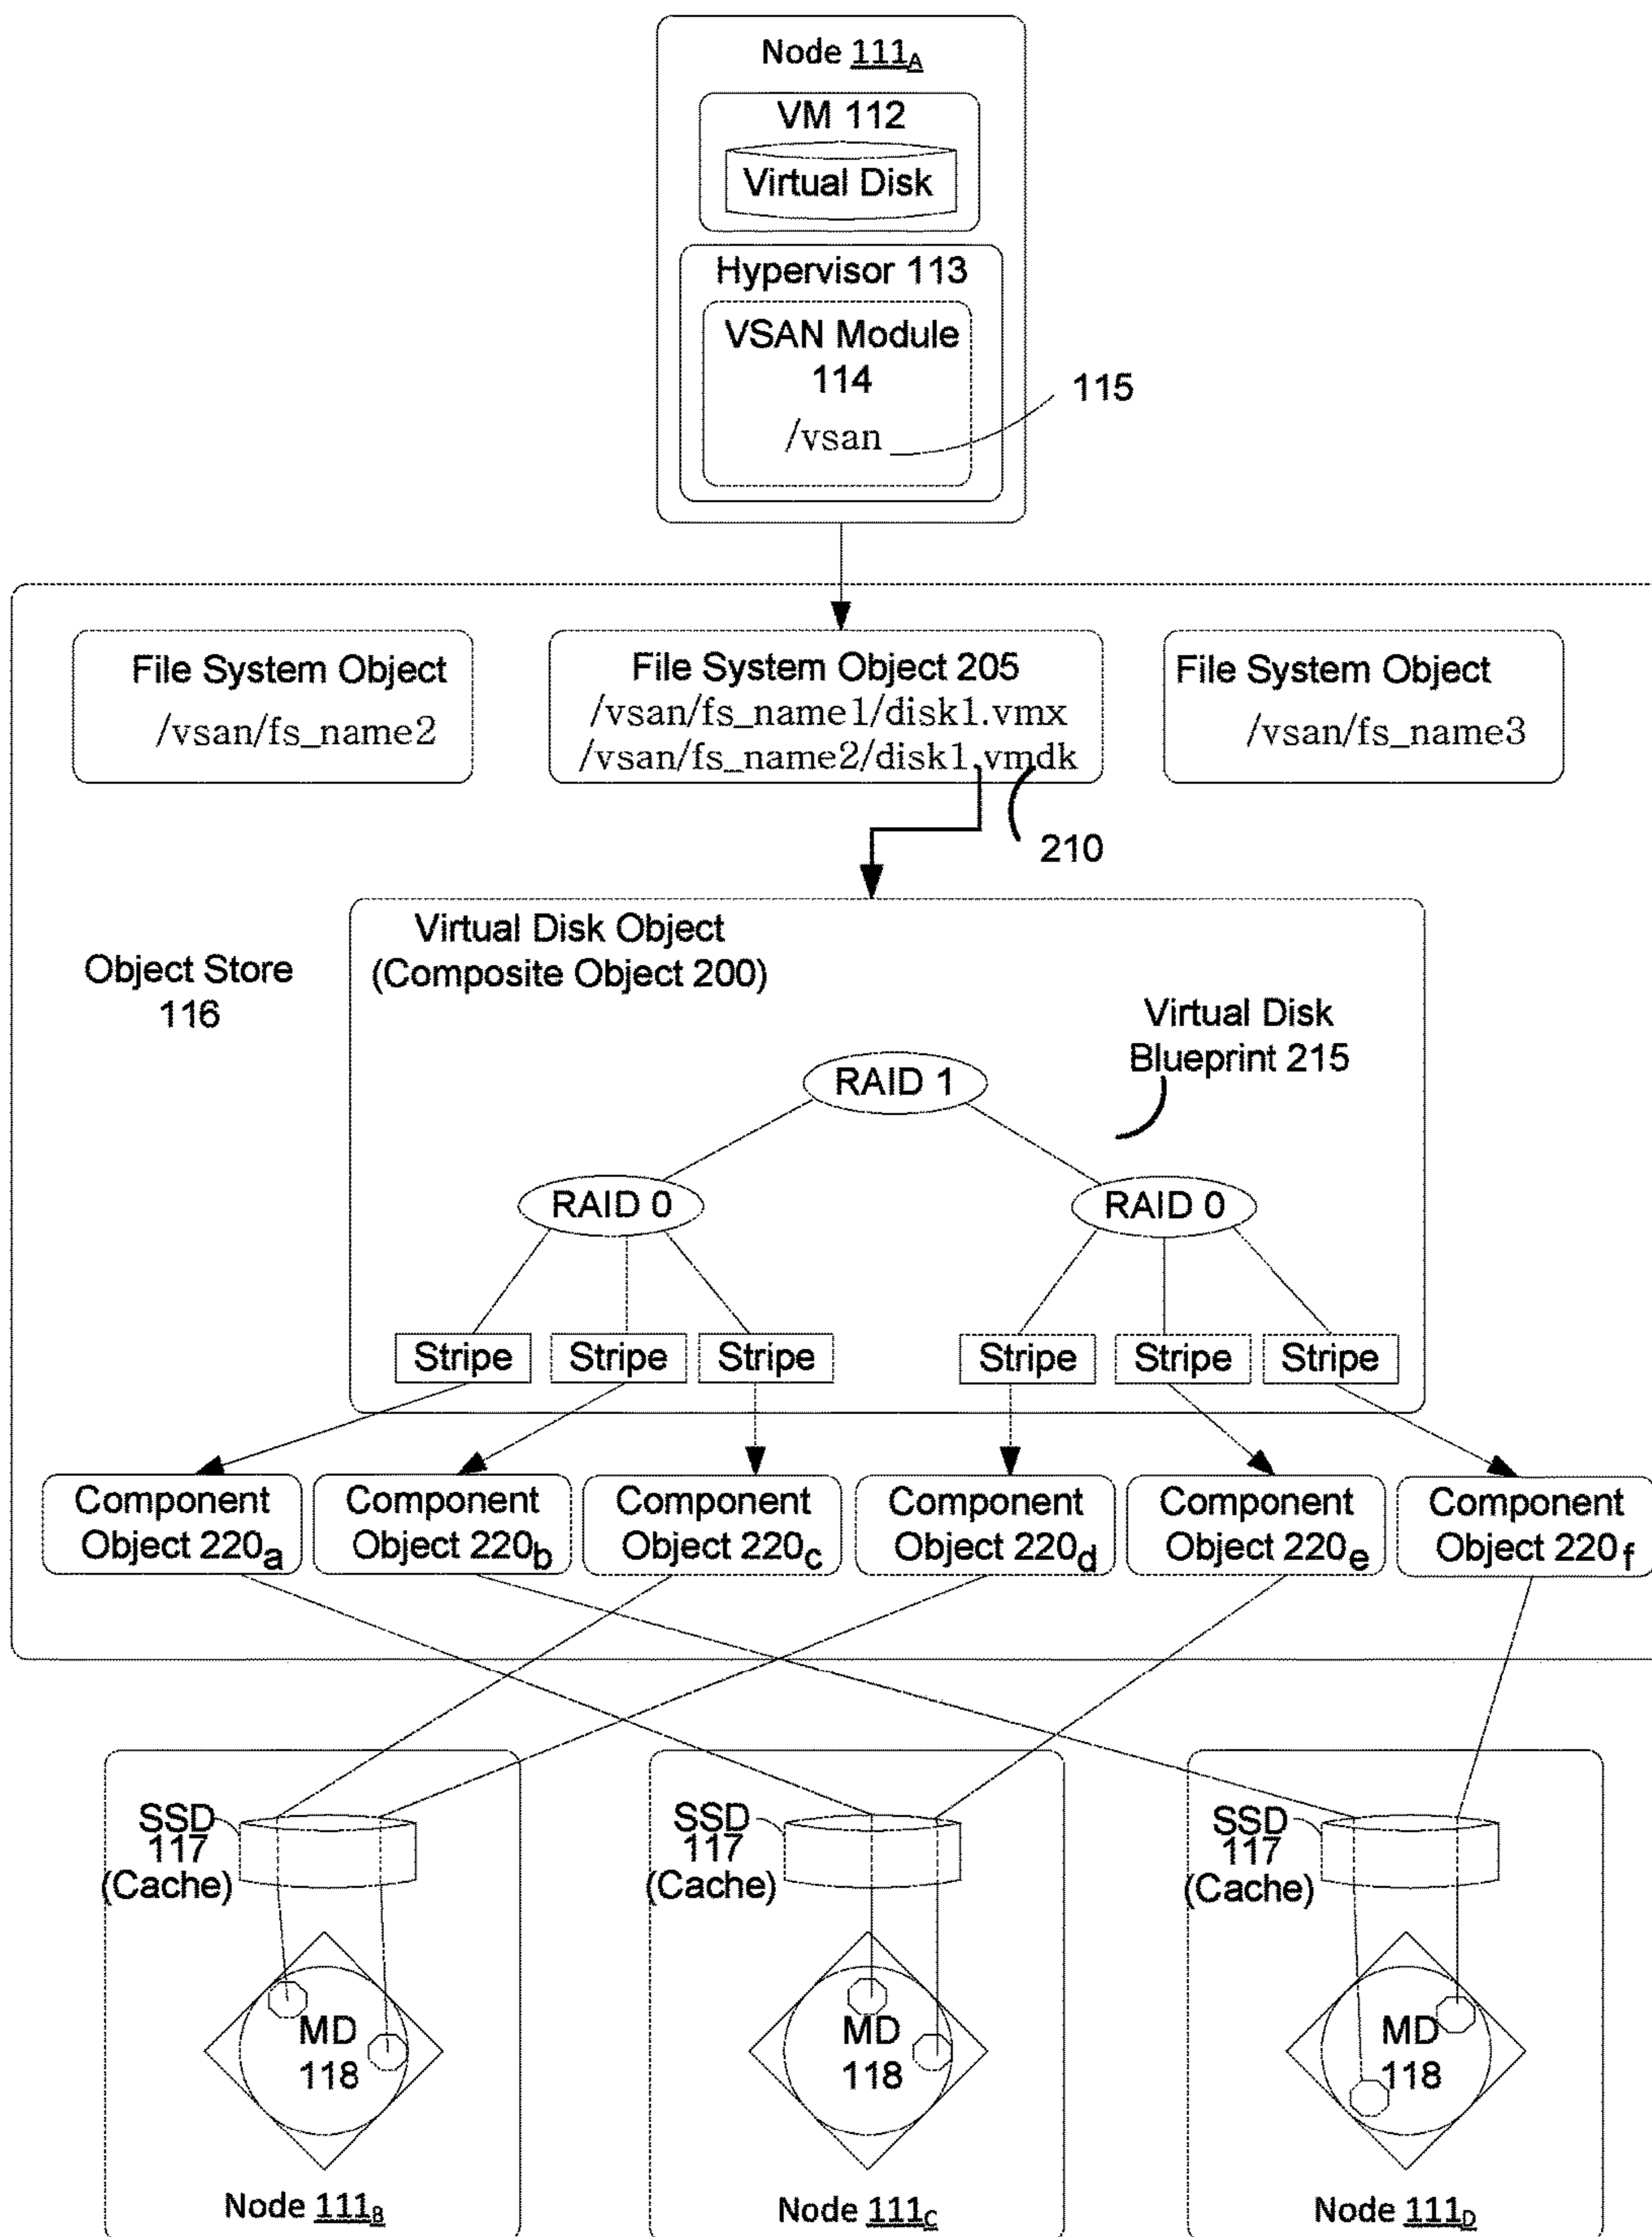 Node 111A
VM 112
Virtual Disk
Hypervisor 113
VSAN Module
114
/vsan
115
File System Object
/vsan/fs_name2
File System Object 205
/vsan/fs_name1/disk1.vmx
/vsan/fs_name2/disk1.vmdk
File System Object
/vsan/fs_name3
210
Object Store
116
Virtual Disk Object
(Composite Object 200)
Virtual Disk
Blueprint 215
RAID 1
RAID 0
RAID 0
Stripe
Stripe
Stripe
Stripe
Stripe
Stripe
Component
Object 220a
Component
Object 220b
Component
Object 220c
Component
Object 220d
Component
Object 220e
Component
Object 220f
SSD
117
(Cache)
MD
118
Node 111B
SSD
117
(Cache)
MD
118
Node 111C
SSD
117
(Cache)
MD
118
Node 111D